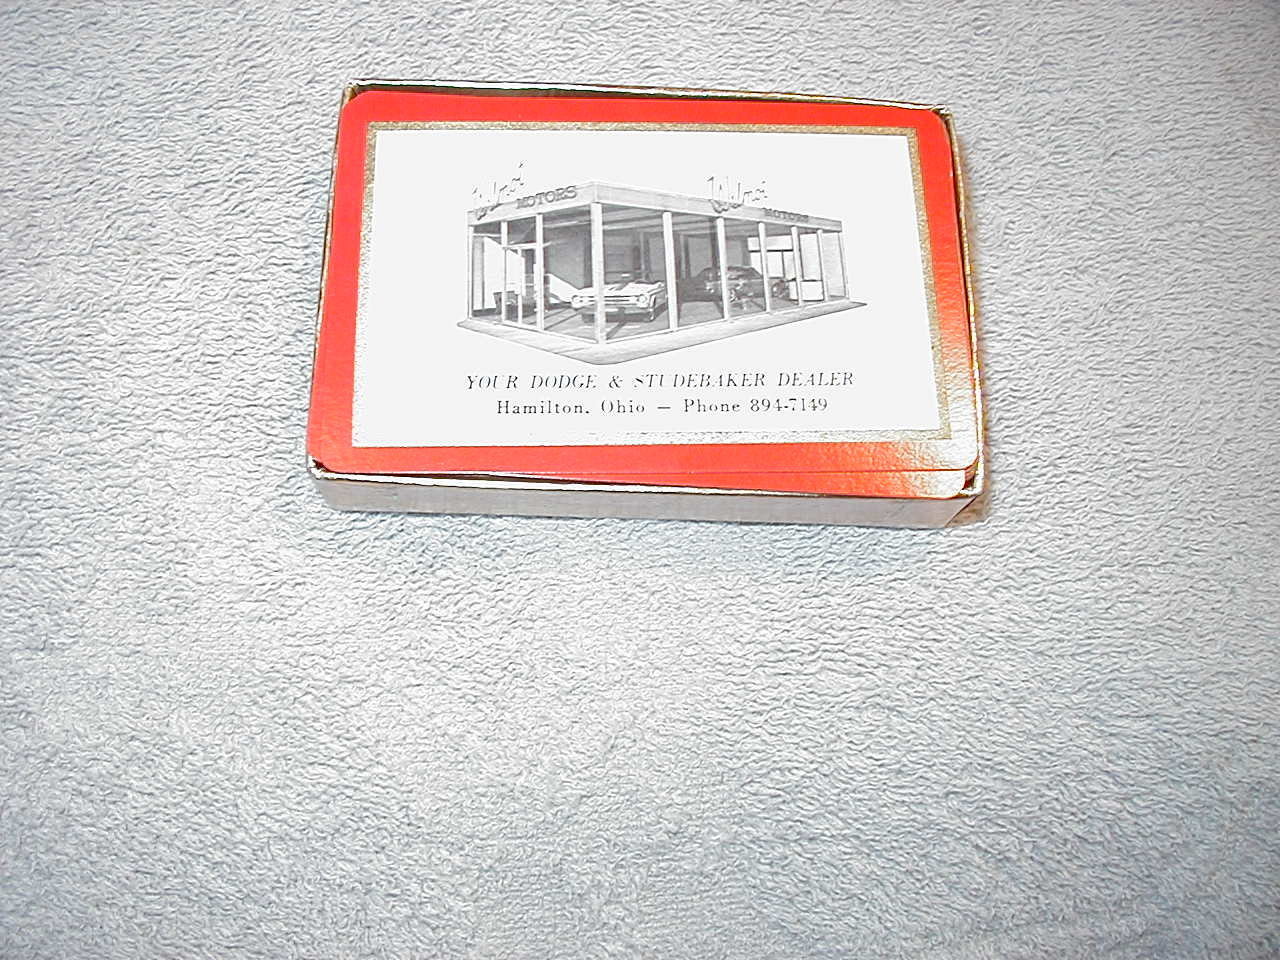 MOTORS
MOTORS
YOUR DODGE & STUDEBAKER DEALER
Hamilton, Ohio — Phone 894-7149